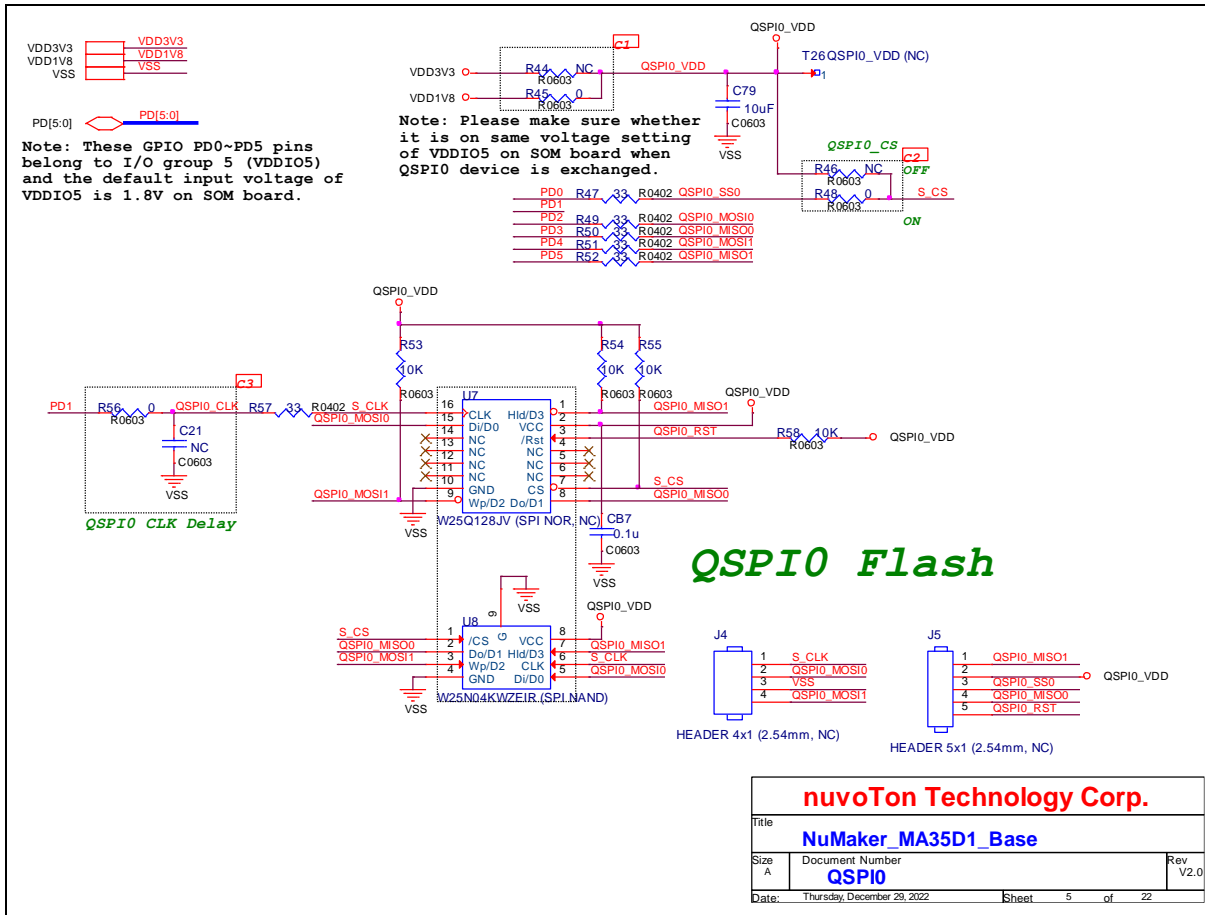 VDD3V3 VDD3V3
VDD1V8 VDD1V8
VSS VSS
PD[5:0] PD[5:0]
Note: These GPIO PD0~PD5 pins
belong to I/O group 5 (VDDIO5)
and the default input voltage of
VDDIO5 is 1.8V on SOM board.
C1
VDD3V3 R44 NC QSPI0_VDD
R0603
VDD1V8 R45 0
R0603
Note: Please make sure whether
it is on same voltage setting
of VDDIO5 on SOM board when
QSPI0 device is exchanged.
QSPI0_VDD
T26 QSPI0_VDD (NC)
1
C79
10uF
C0603
VSS
QSPI0_CS
C2
R46 NC OFF
R0603
PD0 R47 33 R0402 QSPI0_SS0 R48 0 S_CS
R0603
ON
PD1
PD2 R49 33 R0402 QSPI0_MOSI0
PD3 R50 33 R0402 QSPI0_MISO0
PD4 R51 33 R0402 QSPI0_MOSI1
PD5 R52 33 R0402 QSPI0_MISO1
QSPI0_VDD
R53 R54 R55
10K 10K 10K
R0603 R0603 R0603
C3
PD1 R56 0 QSPI0_CLK R57 33 R0402 S_CLK
R0603
C21
NC
C0603
VSS
QSPI0 CLK Delay
U7
16 CLK Hld/D3 1 QSPI0_MISO1
QSPI0_MOSI0 15 Di/D0 VCC 2 QSPI0_VDD
14 NC /Rst 3 QSPI0_RST R58 10K QSPI0_VDD
R0603
13 NC NC 4
12 NC NC 5
11 NC NC 6
10 GND CS 7 S_CS
QSPI0_MOSI1 9 Wp/D2 Do/D1 8 QSPI0_MISO0
VSS
W25Q128JV (SPI NOR, NC)
CB7
0.1u
C0603
VSS
QSPI0 Flash
VSS
9
G
U8
QSPI0_VDD
S_CS 1 /CS VCC 8
QSPI0_MISO0 2 Do/D1 Hld/D3 7 QSPI0_MISO1
QSPI0_MOSI1 3 Wp/D2 CLK 6 S_CLK
4 GND Di/D0 5 QSPI0_MOSI0
VSS
W25N04KWZEIR (SPI NAND)
J4
1 S_CLK
2 QSPI0_MOSI0
3 VSS
4 QSPI0_MOSI1
HEADER 4x1 (2.54mm, NC)
J5
1 QSPI0_MISO1
2 QSPI0_VDD
3 QSPI0_SS0
4 QSPI0_MISO0
5 QSPI0_RST
HEADER 5x1 (2.54mm, NC)
nuvoTon Technology Corp.
Title
NuMaker_MA35D1_Base
Size Document Number Rev
A QSPI0 V2.0
Date: Thursday, December 29, 2022 Sheet 5 of 22